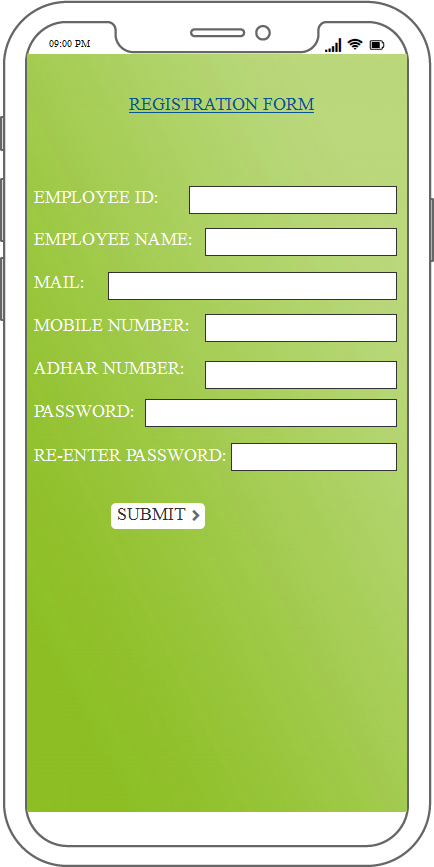 09:00 PM
REGISTRATION FORM
EMPLOYEE ID:
EMPLOYEE NAME:
MAIL:
MOBILE NUMBER:
ADHAR NUMBER:
PASSWORD:
RE-ENTER PASSWORD:
SUBMIT